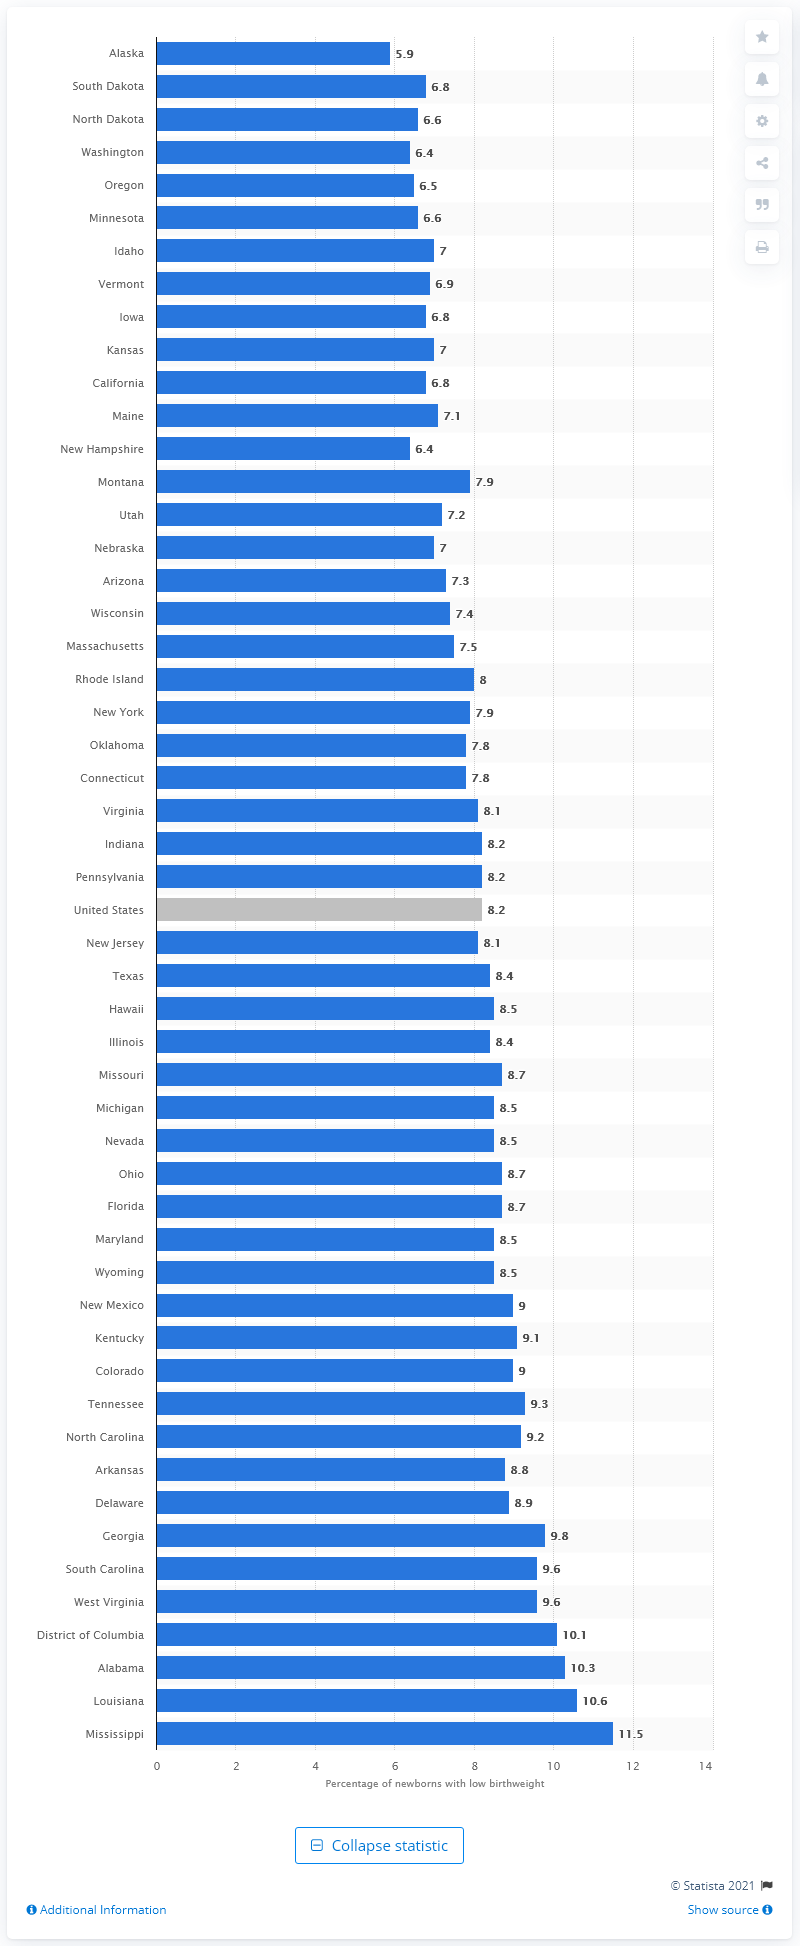 Alaska 5.9
South Dakota 6.8
North Dakota 6.6
Washington 6.4
Oregon 6.5
Minnesota 6.6
Idaho 7
Vermont 6.9
Iowa 6.8
Kansas 7
California 6.8
Maine 7.1
New Hampshire 6.4
Montana 7.9
Utah 7.2
Nebraska 7
Arizona 7.3
Wisconsin 7.4
Massachusetts 7.5
Rhode Island 8
New York 7.9
Oklahoma 7.8
Connecticut 7.8
Virginia 8.1
Indiana 8.2
Pennsylvania 8.2
United States 8.2
New Jersey 8.1
Texas 8.4
Hawaii 8.5
Illinois 8.4
Missouri 8.7
Michigan 8.5
Nevada 8.5
Ohio 8.7
Florida 8.7
Maryland 8.5
Wyoming 8.5
New Mexico 9
Kentucky 9.1
Colorado 9
Tennessee 9.3
North Carolina 9.2
Arkansas 8.8
Delaware 8.9
Georgia 9.8
South Carolina 9.6
West Virginia 9.6
District of Columbia 10.1
Alabama 10.3
Louisiana 10.6
Mississippi 11.5
0 2 4 6 8 10 12 14
Percentage of newborns with low birthweight
Collapse statistic
© Statista 2021
Additional Information Show source